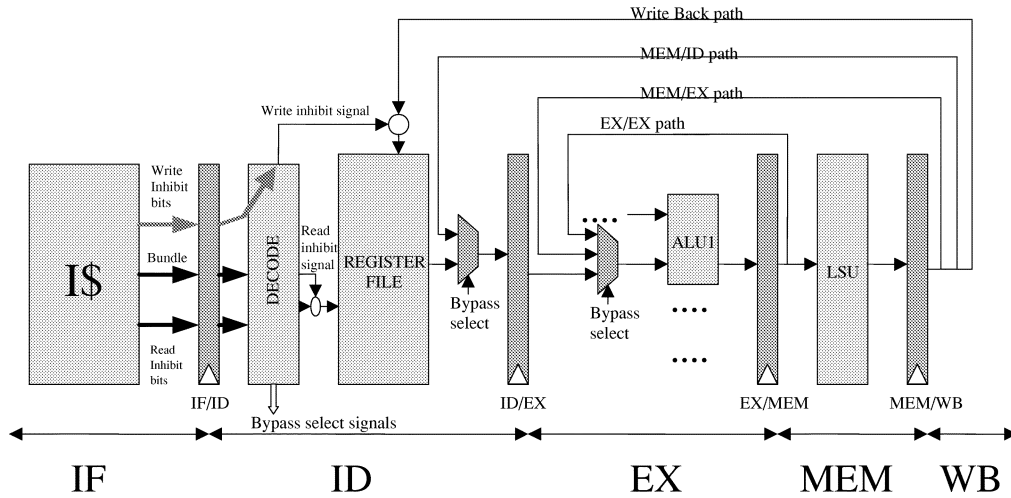 Write Back path
MEM/ID path
MEM/EX path
EX/EX path
Write inhibit signal
Write
Inhibit
bits
Bundle
I$
Read
Inhibit
bits
IF/ID
DECODE
Read
inhibit
signal
REGISTER
FILE
Bypass
select
Bypass select signals
ID/EX
Bypass
select
ALU1
EX/MEM
LSU
MEM/WB
IF
ID
EX
MEM
WB